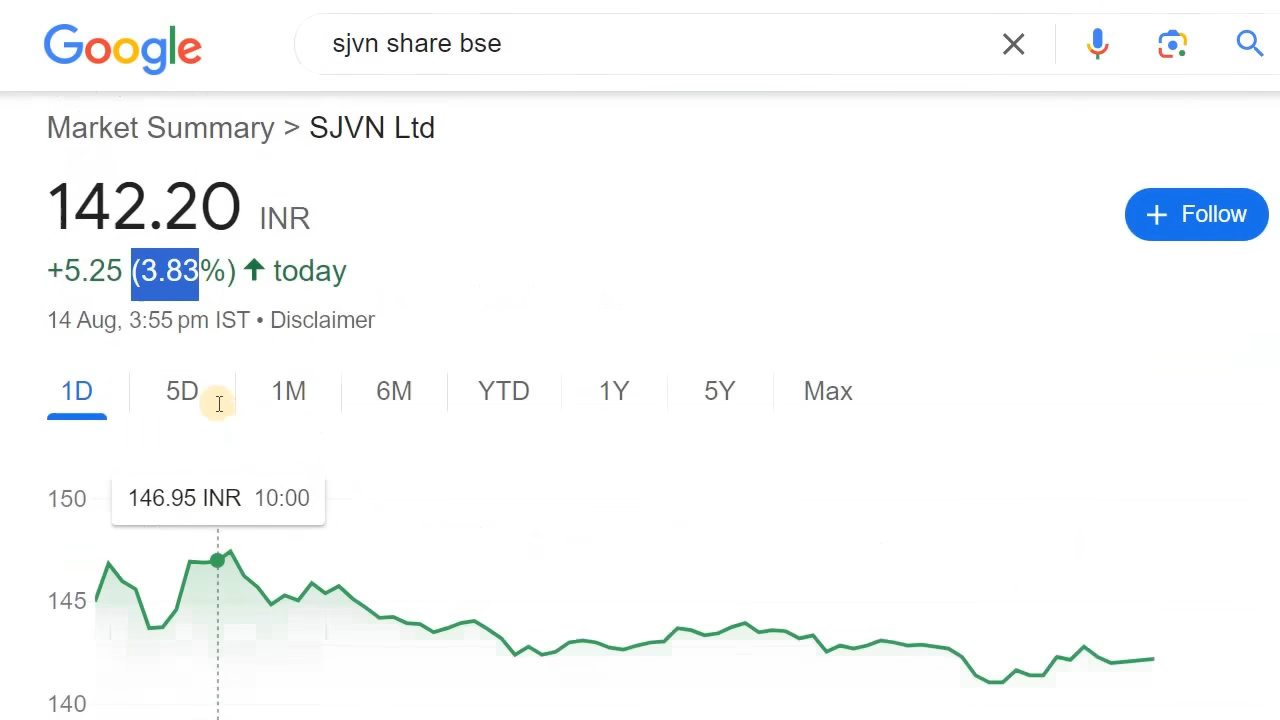 Google
sjvn share bse
Market Summary > SJVN Ltd
142.20 INR
+ Follow
+5.25 (3.83%) ↑ today
14 Aug, 3:55 pm IST • Disclaimer
1D 5D 1M 6M YTD 1Y 5Y Max
150
146.95 INR 10:00
145
140